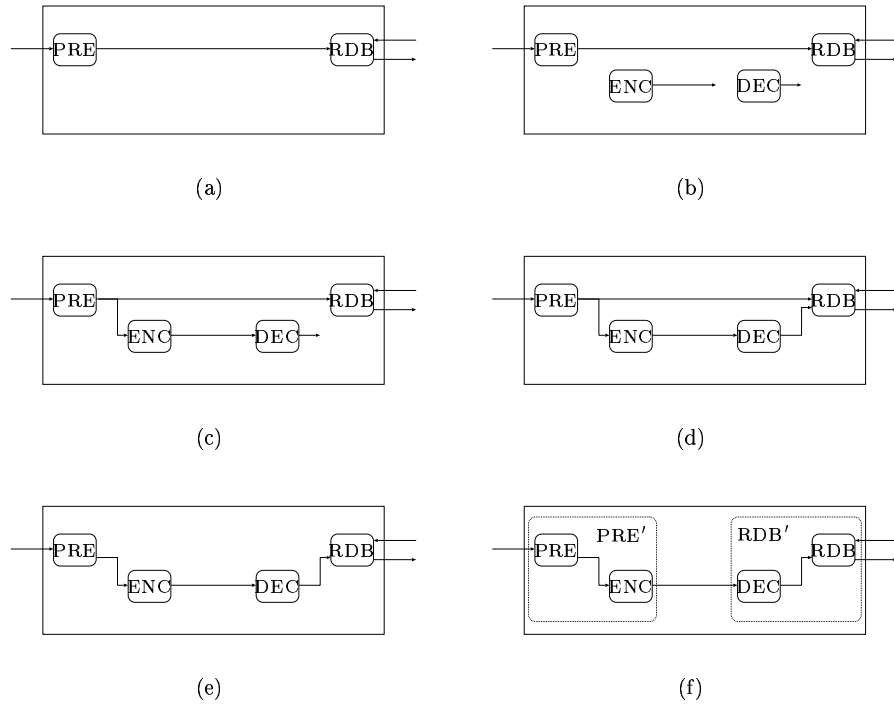 PRE RDB
(a)
PRE RDB
ENC DEC
(b)
PRE RDB
ENC DEC
(c)
PRE RDB
ENC DEC
(d)
PRE RDB
ENC DEC
(e)
PRE′ RDB′
PRE RDB
ENC DEC
(f)